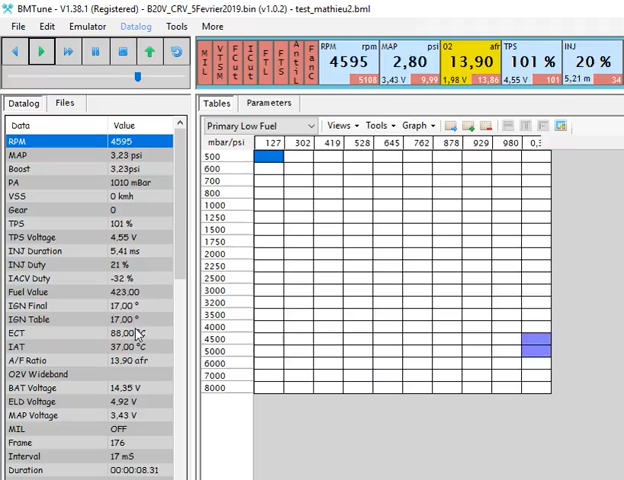 BMTune - V1.38.1 (Registered) - B20V_CRV_5Fevrier2019.bin (v1.0.2) - test_mathieu2.bml
File Edit Emulator Datalog Tools More
MIL VTSM FCut ICut FTL FTS Antil FanC
RPM rpm MAP psi O2 afr TPS INJ
4595 2,80 13,90 101 % 20 %
5108 3,43 V 9,99 1,98 V 13,86 4,55 V 101 5,21 m 34
Datalog Files
Tables Parameters
Data Value
Primary Low Fuel Views Tools Graph
RPM 4595
mbar/psi 127 302 419 528 645 762 878 929 980 0,3
MAP 3,23 psi
500
Boost 3,23psi
600
PA 1010 mBar
700
VSS 0 kmh
800
Gear 0
1000
TPS 101 %
1250
TPS Voltage 4,55 V
1500
INJ Duration 5,41 ms
1750
INJ Duty 21 %
2000
IACV Duty -32 %
2250
Fuel Value 423.00
2500
3000
IGN Final 17,00 °
3200
IGN Table 17.00 °
3500
ECT 88,00 °C
4000
IAT 37,00 °C
4500
A/F Ratio 13,90 afr
5000
O2V Wideband
6000
BAT Voltage 14,35 V
7000
ELD Voltage 4,92 V
8000
MAP Voltage 3,43 V
MIL OFF
Frame 176
Interval 17 mS
Duration 00:00:08.31